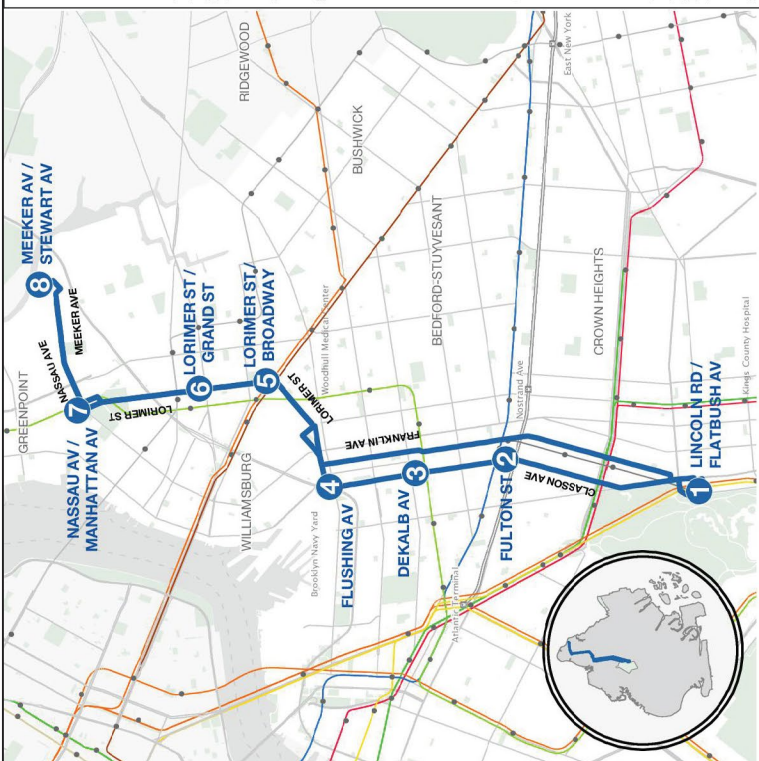 RIDGEWOOD
East New York
BUSHWICK
8
MEEKER AV /
STEWART AV
GREENPOINT
NASSAU AVE
MEEKER AVE
7
NASSAU AV /
MANHATTAN AV
LORIMER ST
6
LORIMER ST /
GRAND ST
5
LORIMER ST /
BROADWAY
LORIMER ST
Woodhull Medical Center
BEDFORD-STUYVESANT
WILLIAMSBURG
Brooklyn Navy Yard
4
FLUSHING AV
FRANKLIN AVE
3
DEKALB AV
2
FULTON ST
Nostrand Ave
CLASSON AVE
CROWN HEIGHTS
Kings County Hospital
1
LINCOLN RD /
FLATBUSH AV
Atlantic Terminal